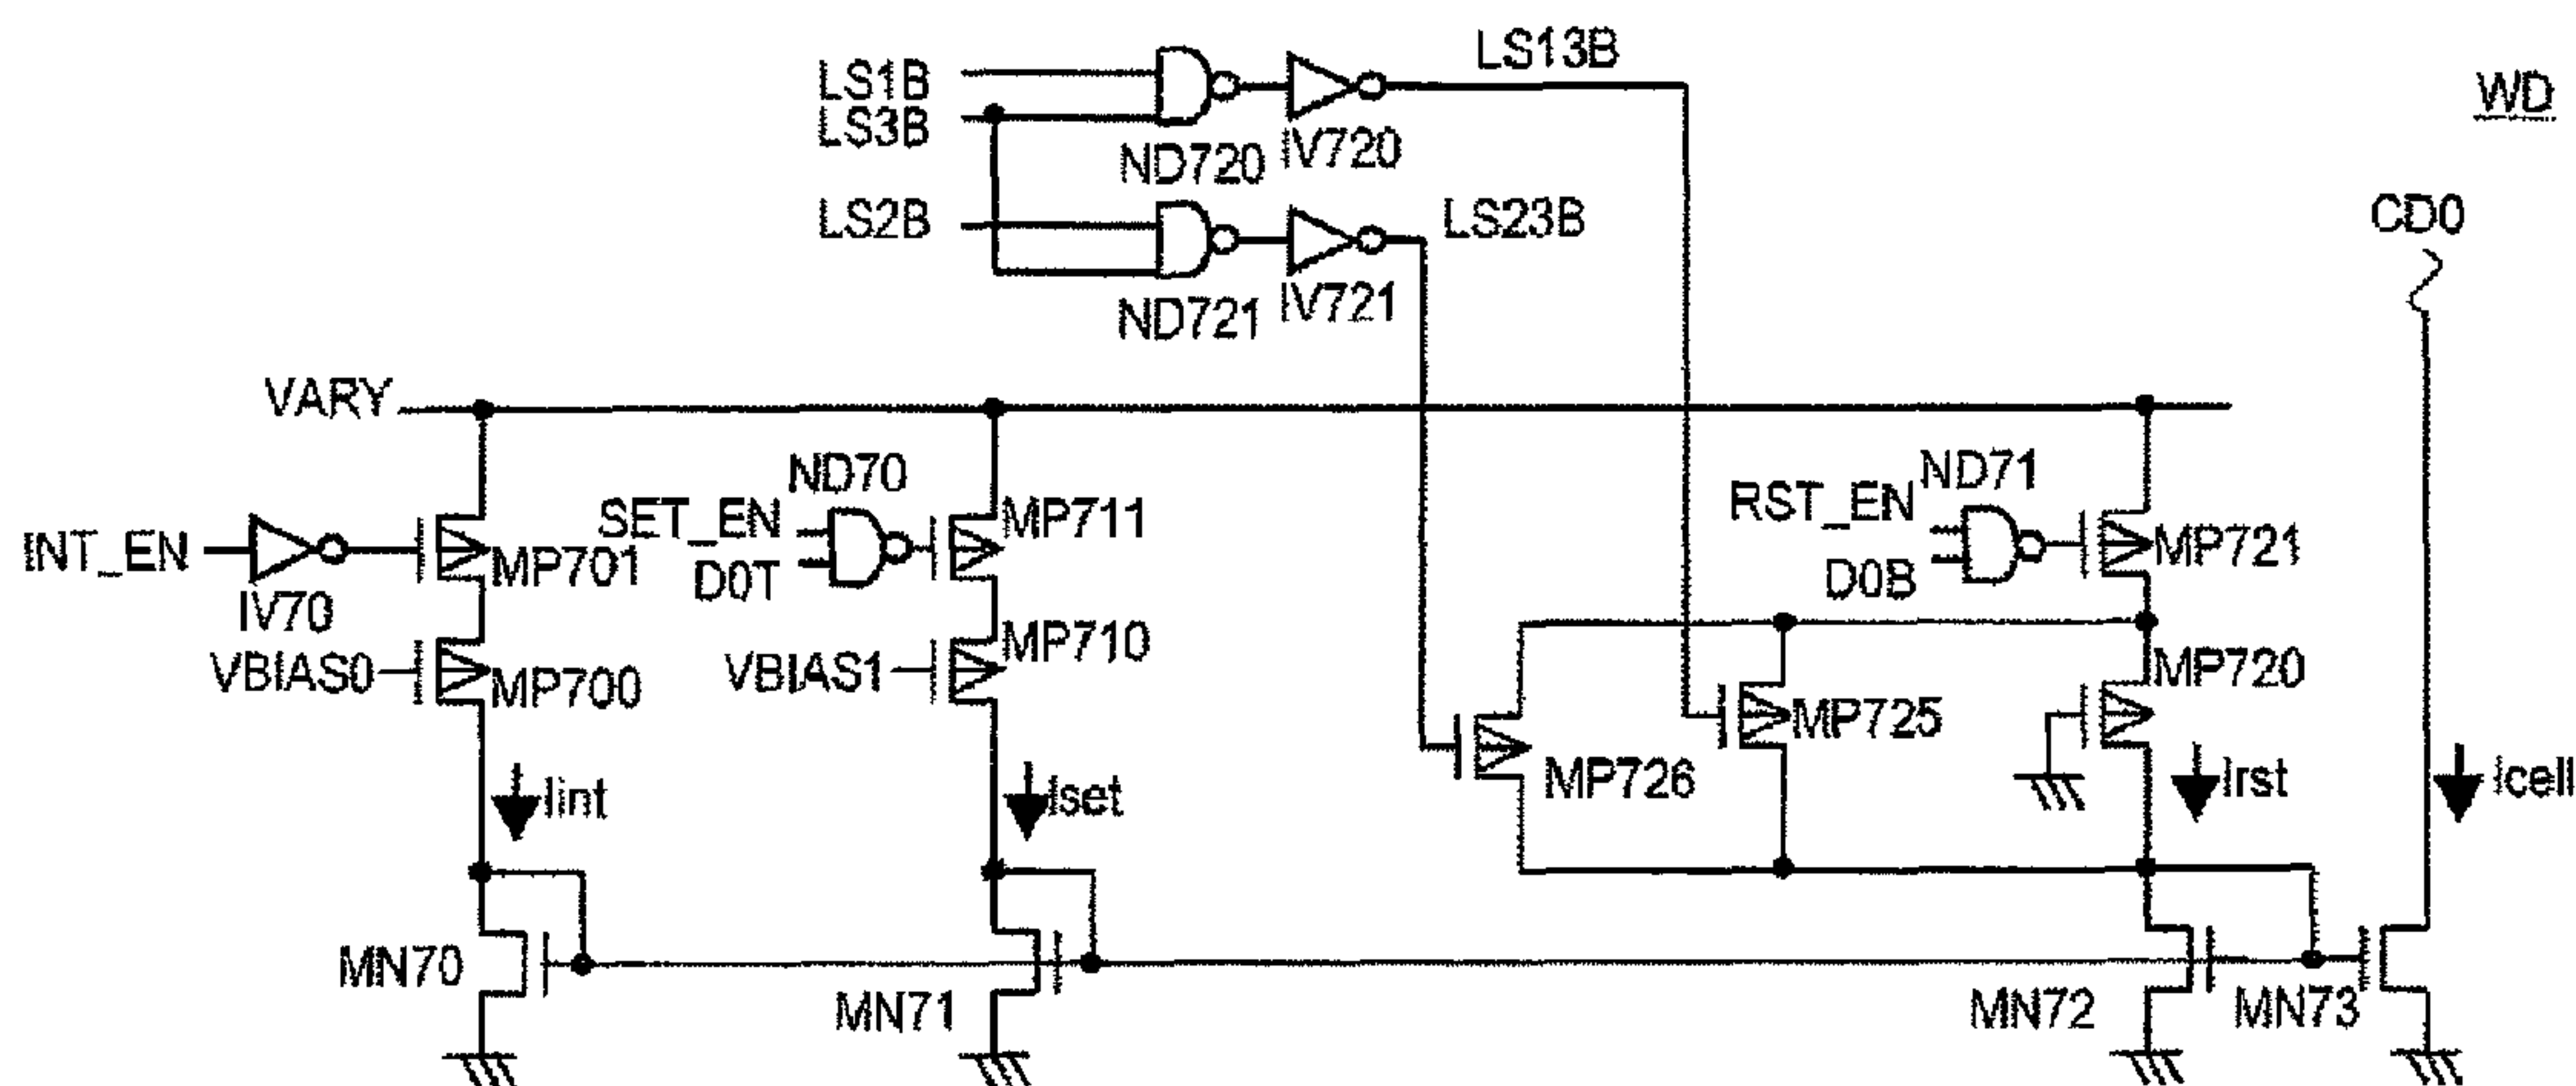 LS1B
LS3B
LS2B
ND720
IV720
LS13B
ND721
IV721
LS23B
WD
CD0
VARY
INT_EN
IV70
MP701
VBIAS0
MP700
Iint
MN70
ND70
SET_EN
D0T
MP711
VBIAS1
MP710
Iset
MN71
ND71
RST_EN
D0B
MP721
MP720
MP725
MP726
Irst
Icell
MN72
MN73